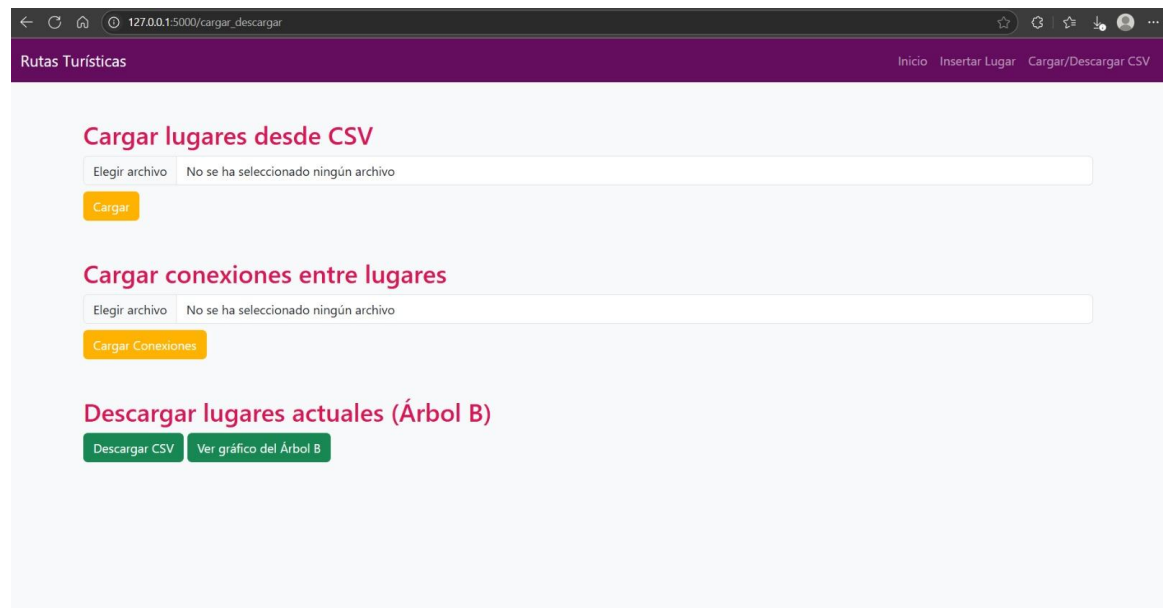 127.0.0.1:5000/cargar_descargar
Rutas Turísticas Inicio Insertar Lugar Cargar/Descargar CSV
Cargar lugares desde CSV
Elegir archivo No se ha seleccionado ningún archivo
Cargar
Cargar conexiones entre lugares
Elegir archivo No se ha seleccionado ningún archivo
Cargar Conexiones
Descargar lugares actuales (Árbol B)
Descargar CSV Ver gráfico del Árbol B